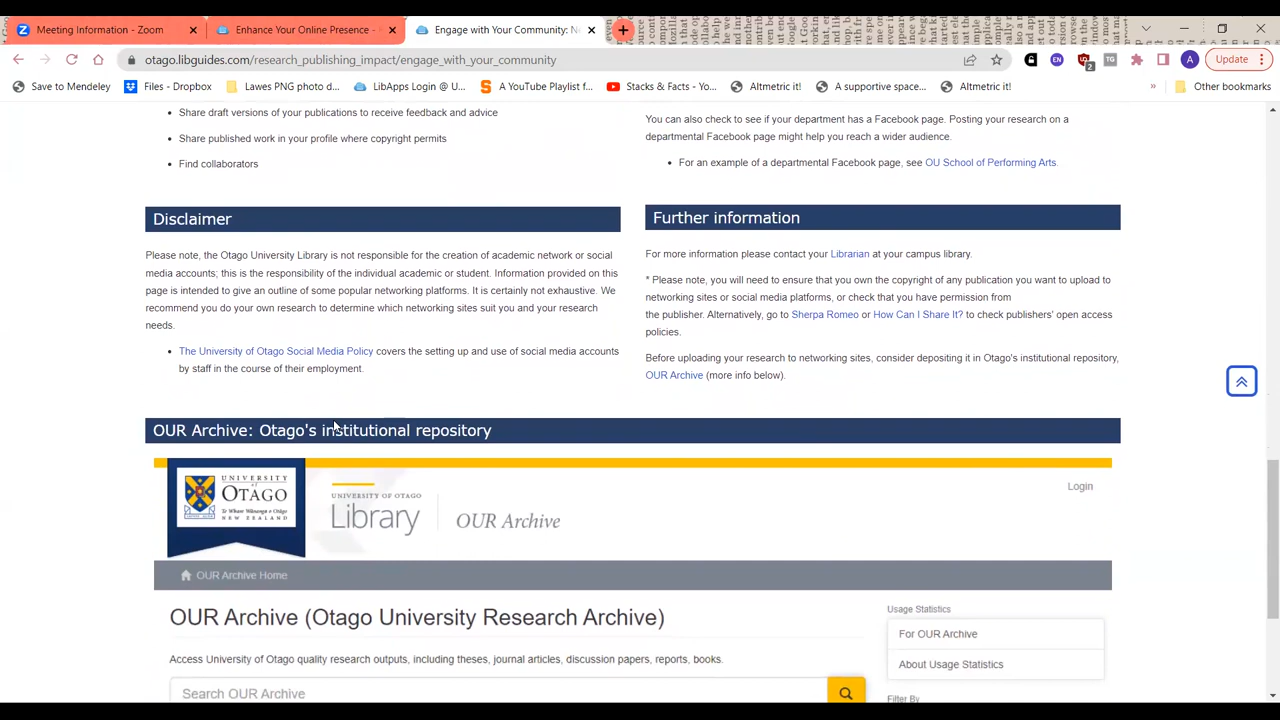 Meeting Information - Zoom
Enhance Your Online Presence -
Engage with Your Community: Ne
otago.libguides.com/research_publishing_impact/engage_with_your_community
Update
Save to Mendeley
Files - Dropbox
Lawes PNG photo d...
LibApps Login @ U...
A YouTube Playlist f...
Stacks & Facts - Yo...
Altmetric it!
A supportive space...
Altmetric it!
»
Other bookmarks
Share draft versions of your publications to receive feedback and advice
Share published work in your profile where copyright permits
Find collaborators
You can also check to see if your department has a Facebook page. Posting your research on a
departmental Facebook page might help you reach a wider audience.
For an example of a departmental Facebook page, see OU School of Performing Arts.
Disclaimer
Please note, the Otago University Library is not responsible for the creation of academic network or social
media accounts; this is the responsibility of the individual academic or student. Information provided on this
page is intended to give an outline of some popular networking platforms. It is certainly not exhaustive. We
recommend you do your own research to determine which networking sites suit you and your research
needs.
The University of Otago Social Media Policy covers the setting up and use of social media accounts
by staff in the course of their employment.
Further information
For more information please contact your Librarian at your campus library.
* Please note, you will need to ensure that you own the copyright of any publication you want to upload to
networking sites or social media platforms, or check that you have permission from
the publisher. Alternatively, go to Sherpa Romeo or How Can I Share It? to check publishers' open access
policies.
Before uploading your research to networking sites, consider depositing it in Otago's institutional repository,
OUR Archive (more info below).
OUR Archive: Otago's institutional repository
UNIVERSITY
of
OTAGO
Te Whare Wānanga o Otāgo
NEW ZEALAND
UNIVERSITY OF OTAGO
Library
OUR Archive
Login
OUR Archive Home
OUR Archive (Otago University Research Archive)
Access University of Otago quality research outputs, including theses, journal articles, discussion papers, reports, books.
Search OUR Archive
Usage Statistics
For OUR Archive
About Usage Statistics
Filter By